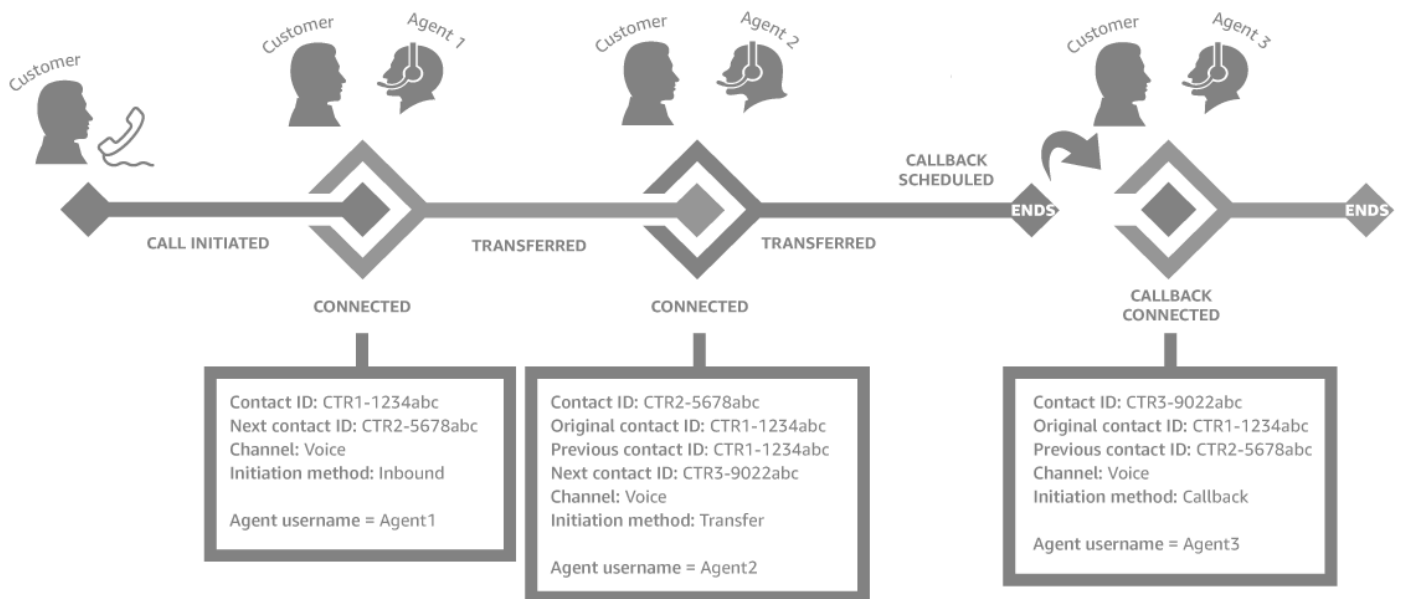 Customer
Customer
Agent 1
Customer
Agent 2
Customer
Agent 3
CALL INITIATED
TRANSFERRED
TRANSFERRED
CALLBACK
SCHEDULED
ENDS
ENDS
CONNECTED
CONNECTED
CALLBACK
CONNECTED
Contact ID: CTR1-1234abc
Next contact ID: CTR2-5678abc
Channel: Voice
Initiation method: Inbound
Agent username = Agent1
Contact ID: CTR2-5678abc
Original contact ID: CTR1-1234abc
Previous contact ID: CTR1-1234abc
Next contact ID: CTR3-9022abc
Channel: Voice
Initiation method: Transfer
Agent username = Agent2
Contact ID: CTR3-9022abc
Original contact ID: CTR1-1234abc
Previous contact ID: CTR2-5678abc
Channel: Voice
Initiation method: Callback
Agent username = Agent3